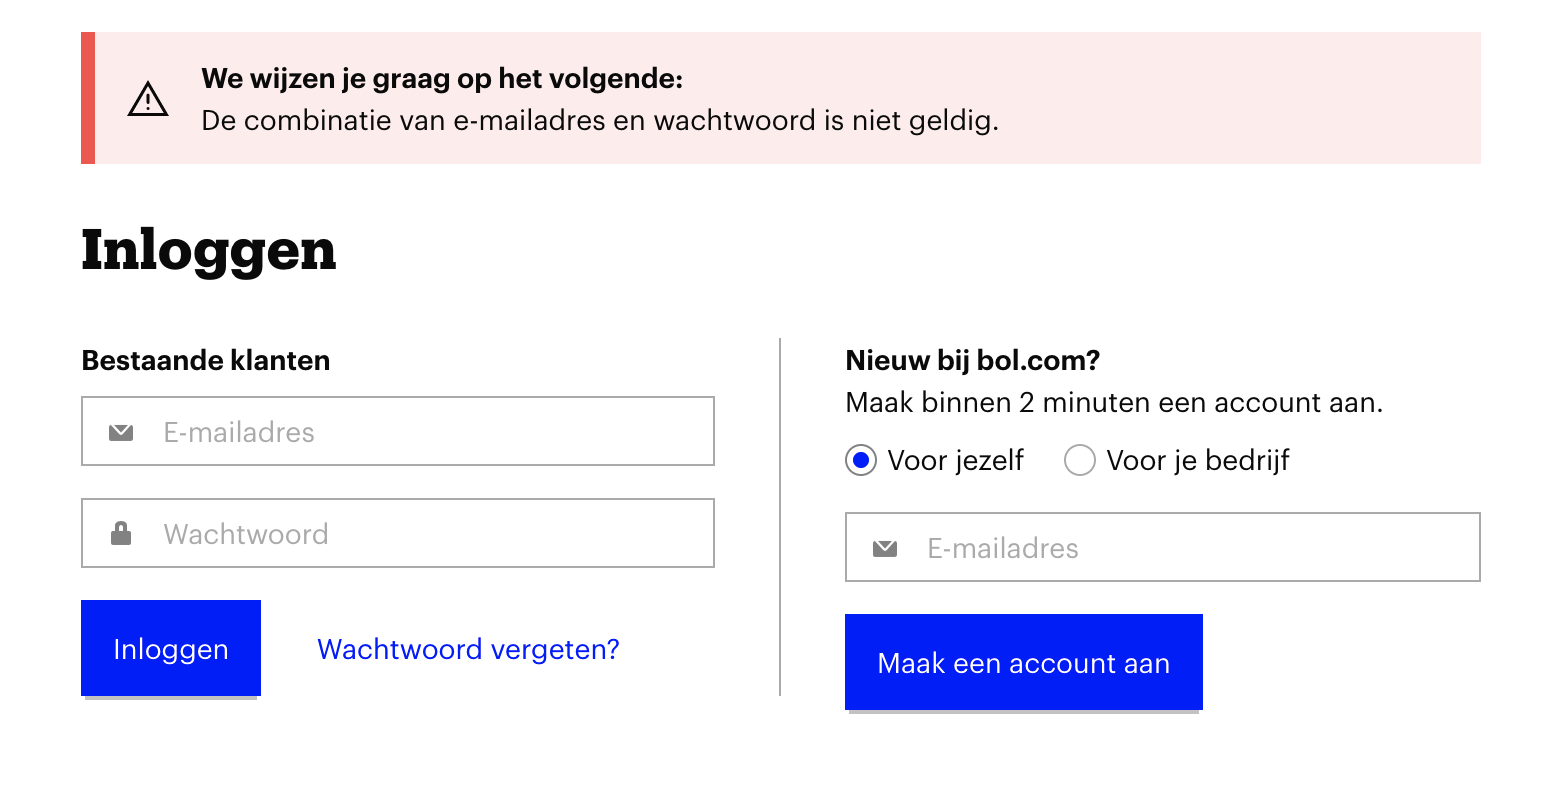 We wijzen je graag op het volgende:
De combinatie van e-mailadres en wachtwoord is niet geldig.
Inloggen
Bestaande klanten
E-mailadres
Wachtwoord
Inloggen
Wachtwoord vergeten?
Nieuw bij bol.com?
Maak binnen 2 minuten een account aan.
Voor jezelf
Voor je bedrijf
E-mailadres
Maak een account aan